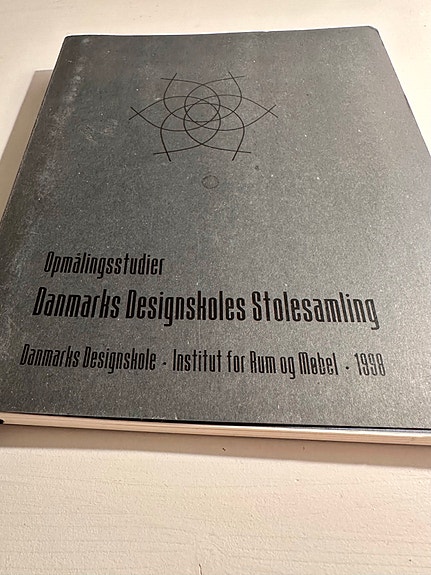 Opmålingsstudier
Danmarks Designskoles Stolesamling
Danmarks Designskole · Institut for Rum og Møbel · 1998